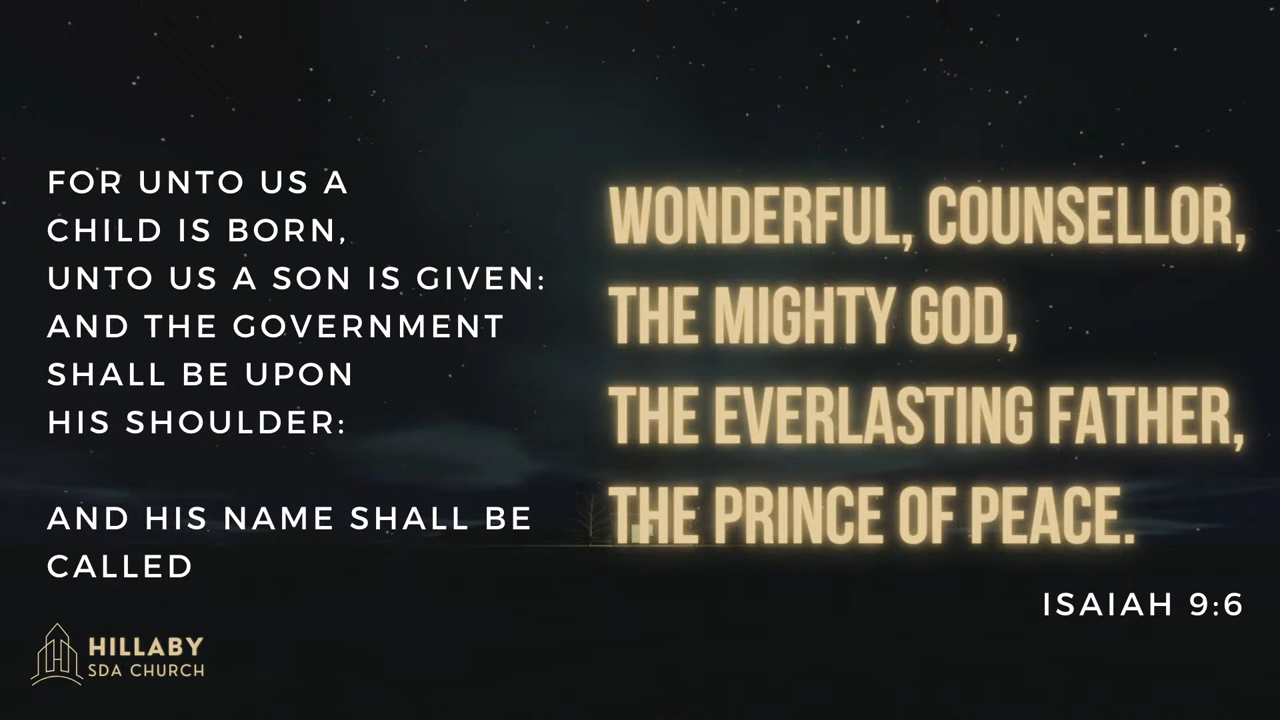 FOR UNTO US A
CHILD IS BORN,
UNTO US A SON IS GIVEN:
AND THE GOVERNMENT
SHALL BE UPON
HIS SHOULDER:
AND HIS NAME SHALL BE
CALLED
WONDERFUL, COUNSELLOR,
THE MIGHTY GOD,
THE EVERLASTING FATHER,
THE PRINCE OF PEACE.
ISAIAH 9:6
HILLABY
SDA CHURCH